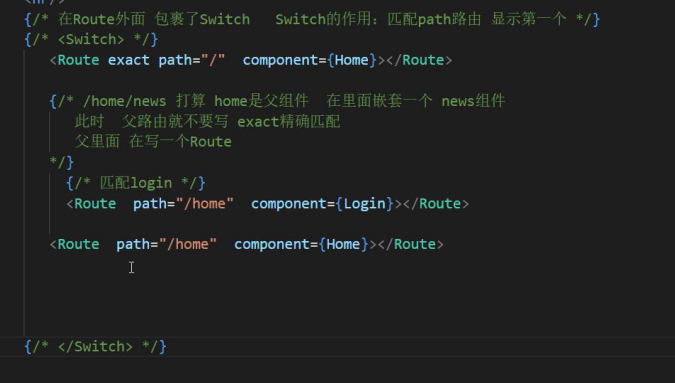 {/* 在Route外面 包裹了Switch   Switch的作用：匹配path路由 显示第一个 */}
{/* <Switch> */}
<Route exact path="/"  component={Home}></Route>
{/* /home/news 打算 home是父组件  在里面嵌套一个 news组件
此时  父路由就不要写 exact精确匹配
父里面 在写一个Route
*/}
{/* 匹配login */}
<Route  path="/home"  component={Login}></Route>
<Route  path="/home"  component={Home}></Route>
{/* </Switch> */}